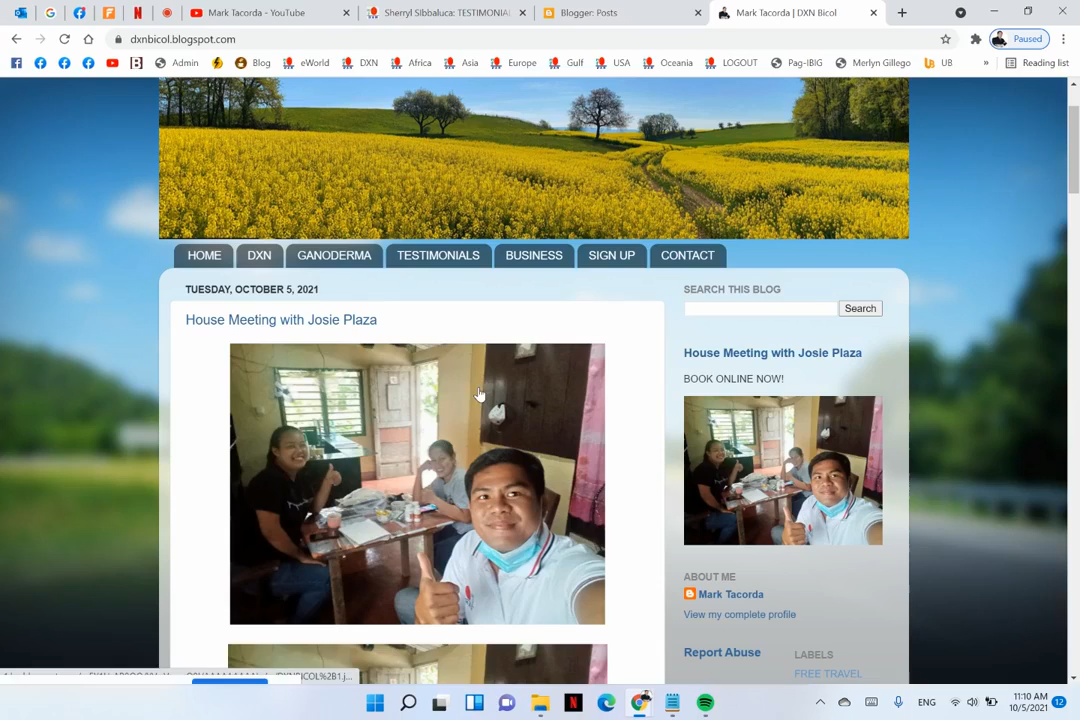 Mark Tacorda - YouTube
Sherryl Sibbaluca: TESTIMONIAL
Blogger: Posts
Mark Tacorda | DXN Bicol
dxnbicol.blogspot.com
Paused
Admin
Blog
eWorld
DXN
Africa
Asia
Europe
Gulf
USA
Oceania
LOGOUT
Pag-IBIG
Merlyn Gillego
UB
»
Reading list
HOME
DXN
GANODERMA
TESTIMONIALS
BUSINESS
SIGN UP
CONTACT
TUESDAY, OCTOBER 5, 2021
House Meeting with Josie Plaza
SEARCH THIS BLOG
Search
House Meeting with Josie Plaza
BOOK ONLINE NOW!
ABOUT ME
Mark Tacorda
View my complete profile
Report Abuse
LABELS
FREE TRAVEL
ENG
11:10 AM
10/5/2021
12